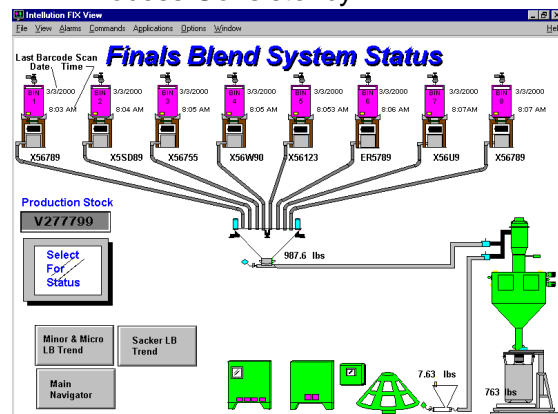 Intellution FIX View
File View Alarms Commands Applications Options Window
Finals Blend System Status
Last Barcode Scan
Date Time
BIN 1 3/3/2000 8:03 AM
BIN 2 3/3/2000 8:04 AM
BIN 3 3/3/2000 8:05 AM
BIN 4 3/3/2000 8:05 AM
BIN 5 3/3/2000 8:053 AM
BIN 6 3/3/2000 8:06 AM
BIN 7 3/3/2000 8:07AM
BIN 8 3/3/2000 8:07 AM
X56789 X5SD89 X56755 X56W90 X56123 ER5789 X56U9 X56789
Production Stock
V277799
Select
For
Status
987.6 lbs
Minor & Micro
LB Trend
Sacker LB
Trend
Main
Navigator
7.63 lbs
763 lbs